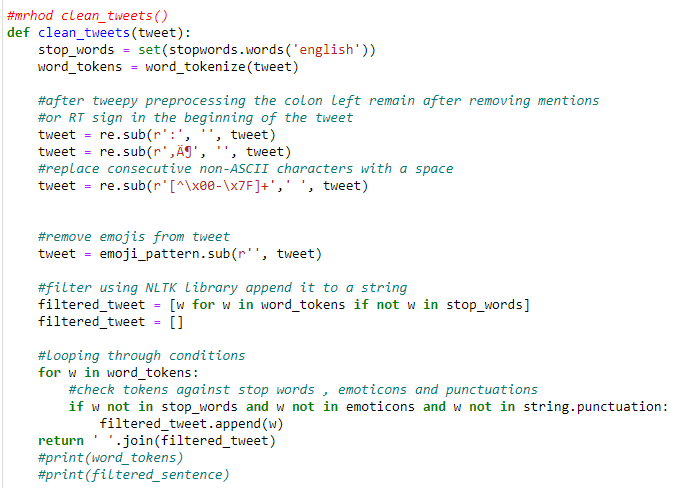 #mrhod clean_tweets()
def clean_tweets(tweet):
    stop_words = set(stopwords.words('english'))
    word_tokens = word_tokenize(tweet)

    #after tweepy preprocessing the colon left remain after removing mentions
    #or RT sign in the beginning of the tweet
    tweet = re.sub(r':', '', tweet)
    tweet = re.sub(r'‚Ä¶', '', tweet)
    #replace consecutive non-ASCII characters with a space
    tweet = re.sub(r'[^\x00-\x7F]+',' ', tweet)

    #remove emojis from tweet
    tweet = emoji_pattern.sub(r'', tweet)

    #filter using NLTK library append it to a string
    filtered_tweet = [w for w in word_tokens if not w in stop_words]
    filtered_tweet = []

    #looping through conditions
    for w in word_tokens:
        #check tokens against stop words , emoticons and punctuations
        if w not in stop_words and w not in emoticons and w not in string.punctuation:
            filtered_tweet.append(w)
    return ' '.join(filtered_tweet)
    #print(word_tokens)
    #print(filtered_sentence)